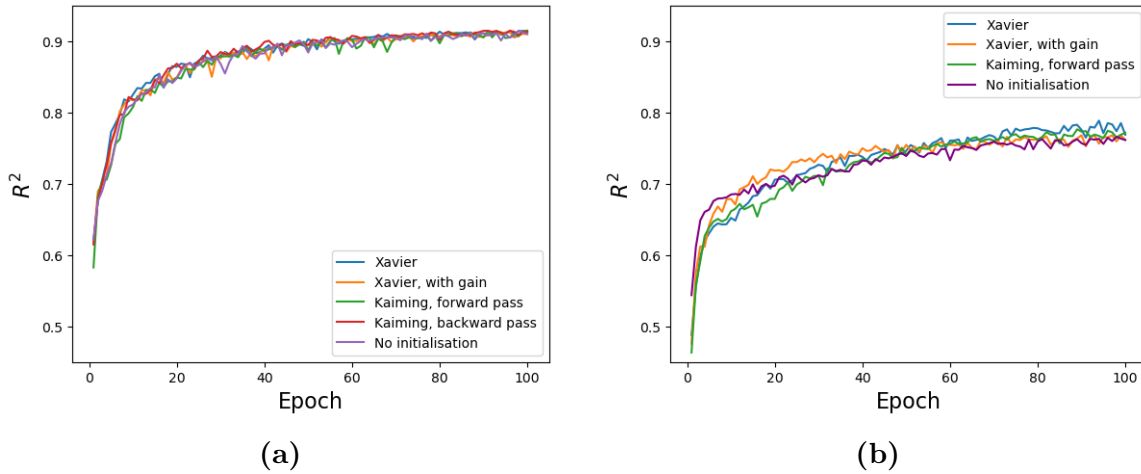 0.9
0.8
0.7
0.6
0.5
R²
0 20 40 60 80 100
Epoch
Xavier
Xavier, with gain
Kaiming, forward pass
Kaiming, backward pass
No initialisation
(a)
0.9
0.8
0.7
0.6
0.5
R²
0 20 40 60 80 100
Epoch
Xavier
Xavier, with gain
Kaiming, forward pass
No initialisation
(b)